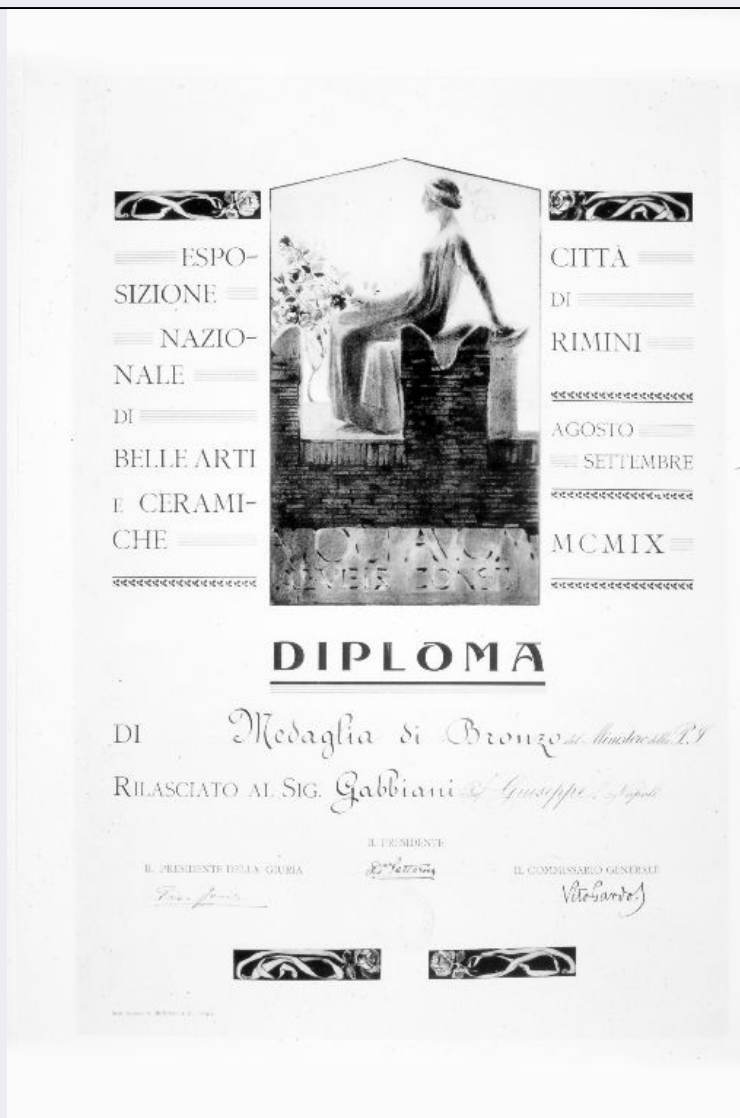 ESPO-
SIZIONE
NAZIO-
NALE
DI
BELLE ARTI
E CERAMI-
CHE
CITTÀ
DI
RIMINI
AGOSTO
SETTEMBRE
MCMIX
DIPLOMA
DI Medaglia di Bronzo del Ministero della P. I.
RILASCIATO AL SIG. Gabbiani Giuseppe Napoli
IL PRESIDENTE
IL PRESIDENTE DELLA GIURIA
IL COMMISSARIO GENERALE